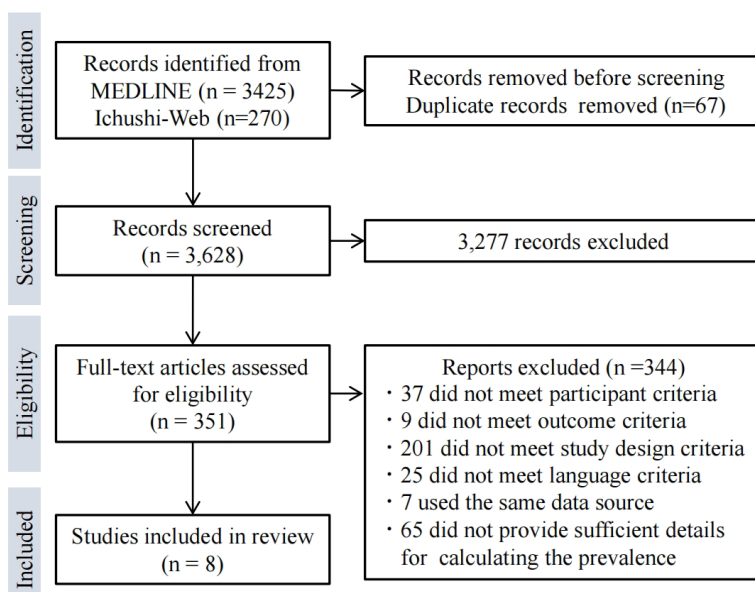 Identification
Records identified from
MEDLINE (n = 3425)
Ichushi-Web (n=270)
Records removed before screening
Duplicate records removed (n=67)
Screening
Records screened
(n = 3,628)
3,277 records excluded
Eligibility
Full-text articles assessed
for eligibility
(n = 351)
Reports excluded (n =344)
・37 did not meet participant criteria
・9 did not meet outcome criteria
・201 did not meet study design criteria
・25 did not meet language criteria
・7 used the same data source
・65 did not provide sufficient details
for calculating the prevalence
Included
Studies included in review
(n = 8)